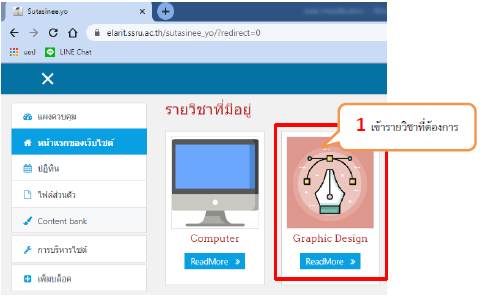 Sutasinee.yo
elarit.ssru.ac.th/sutasinee_yo/?redirect=0
แอป LINE Chat
รายวิชาที่มีอยู่
1 เข้ารายวิชาที่ต้องการ
แผงควบคุม
หน้าแรกของเว็บไซต์
ปฏิทิน
ไฟล์ส่วนตัว
Content bank
การบริหารไซต์
เพิ่มบล็อค
Computer
ReadMore »
Graphic Design
ReadMore »